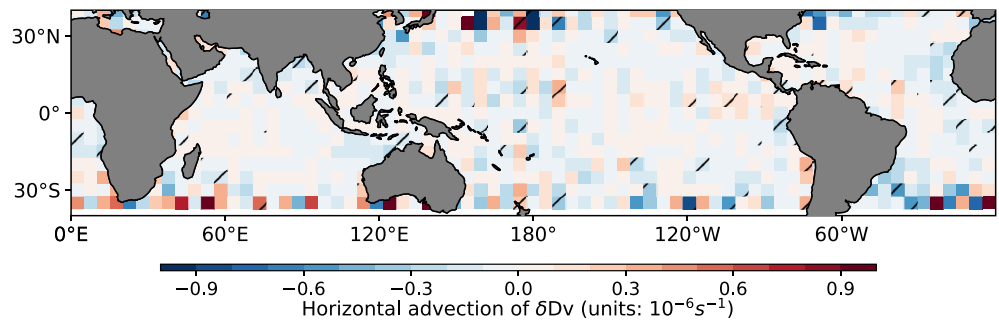 30°N
0°
30°S
0°E 60°E 120°E 180° 120°W 60°W
−0.9 −0.6 −0.3 0.0 0.3 0.6 0.9
Horizontal advection of δDv (units: 10⁻⁶s⁻¹)